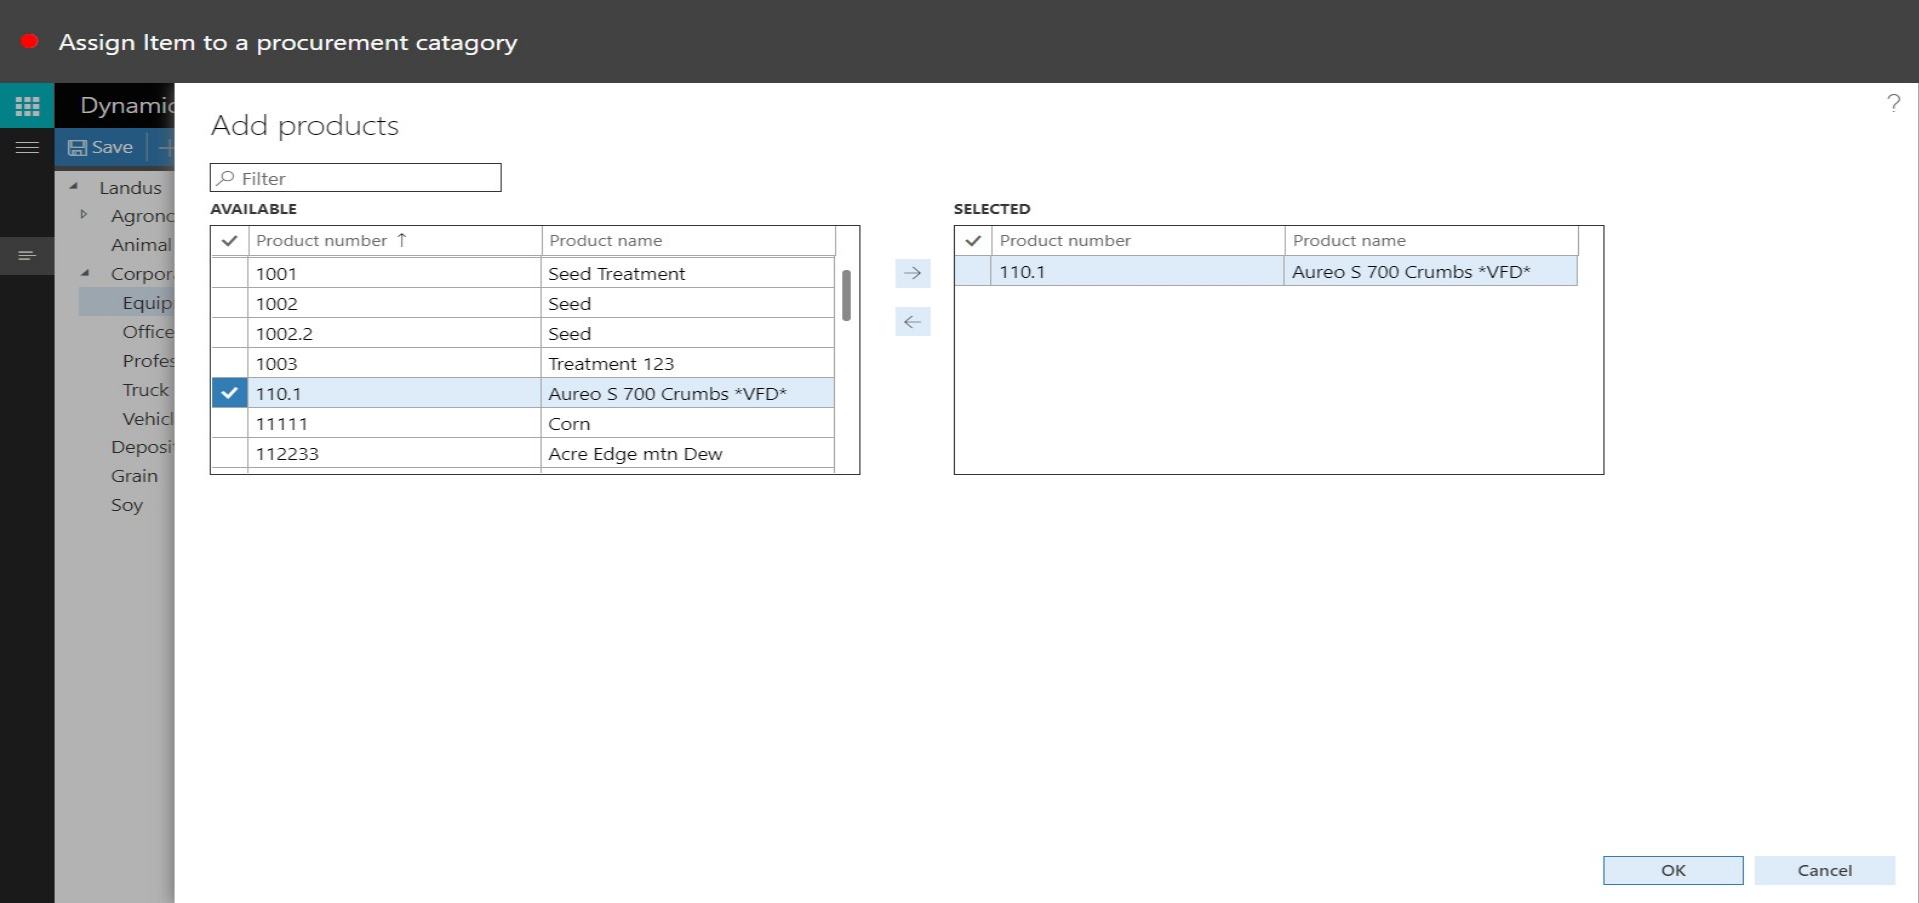 Assign Item to a procurement catagory
Dynamic
Save
Landus
Agrono
Animal
Corpor
Equip
Office
Profes
Truck
Vehicl
Deposi
Grain
Soy
Add products
?
Filter
AVAILABLE
Product number ↑ Product name
1001 Seed Treatment
1002 Seed
1002.2 Seed
1003 Treatment 123
110.1 Aureo S 700 Crumbs *VFD*
11111 Corn
112233 Acre Edge mtn Dew
SELECTED
Product number Product name
110.1 Aureo S 700 Crumbs *VFD*
OK Cancel